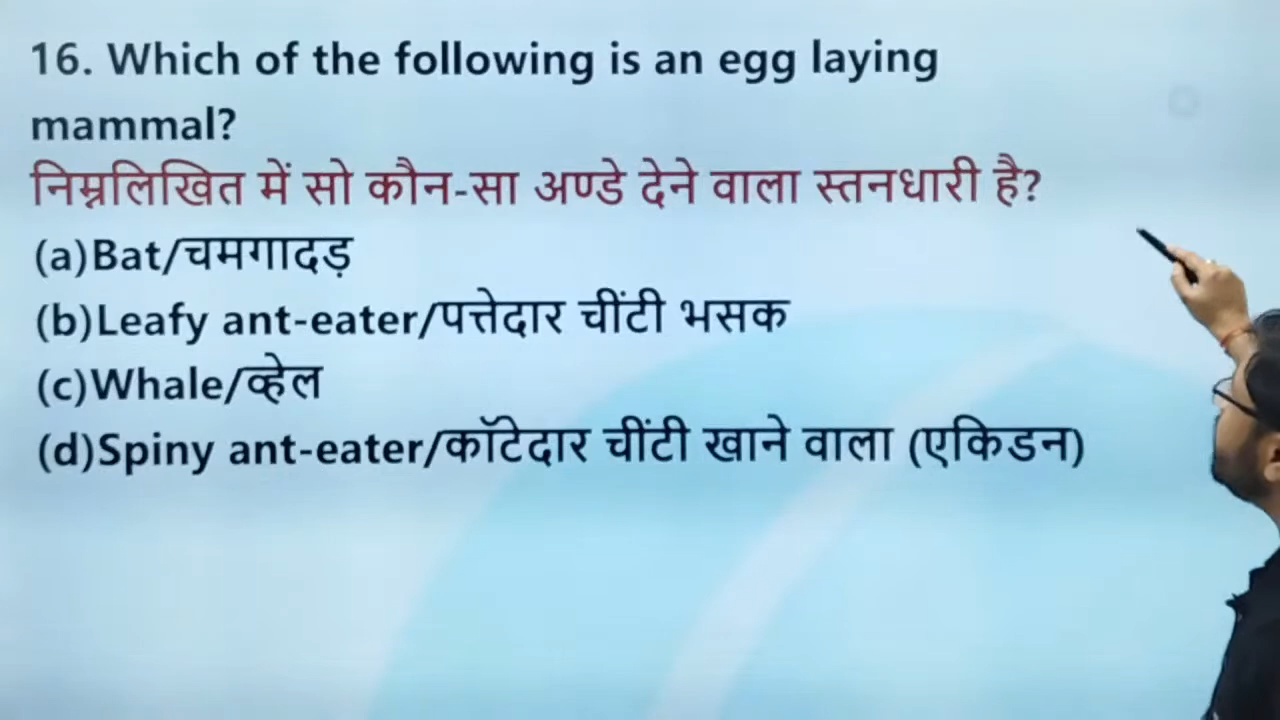 16. Which of the following is an egg laying
mammal?
निम्नलिखित में सो कौन-सा अण्डे देने वाला स्तनधारी है?
(a)Bat/चमगादड़
(b)Leafy ant-eater/पत्तेदार चींटी भसक
(c)Whale/व्हेल
(d)Spiny ant-eater/कॉटेदार चींटी खाने वाला (एकिडन)